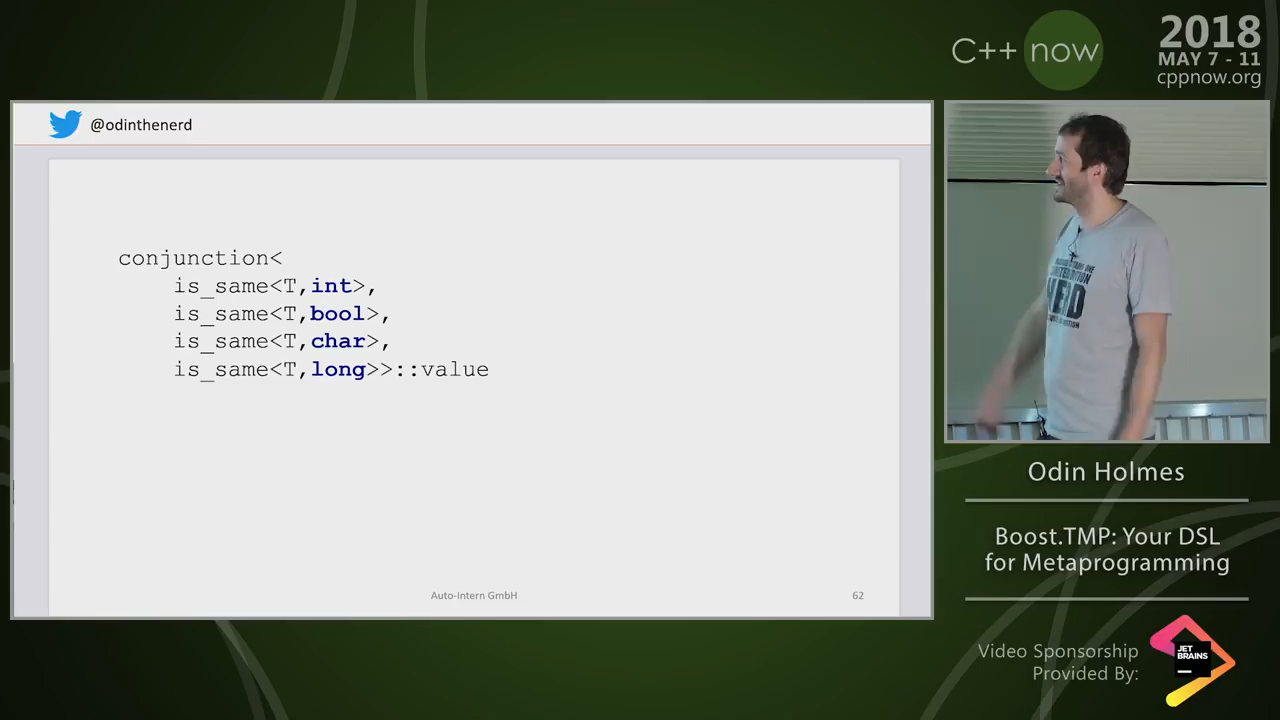 C++ now
2018
MAY 7 - 11
cppnow.org
@odinthenerd
conjunction<
is_same<T,int>,
is_same<T,bool>,
is_same<T,char>,
is_same<T,long>>::value
Auto-Intern GmbH
62
Odin Holmes
Boost.TMP: Your DSL
for Metaprogramming
Video Sponsorship
Provided By:
JET
BRAINS